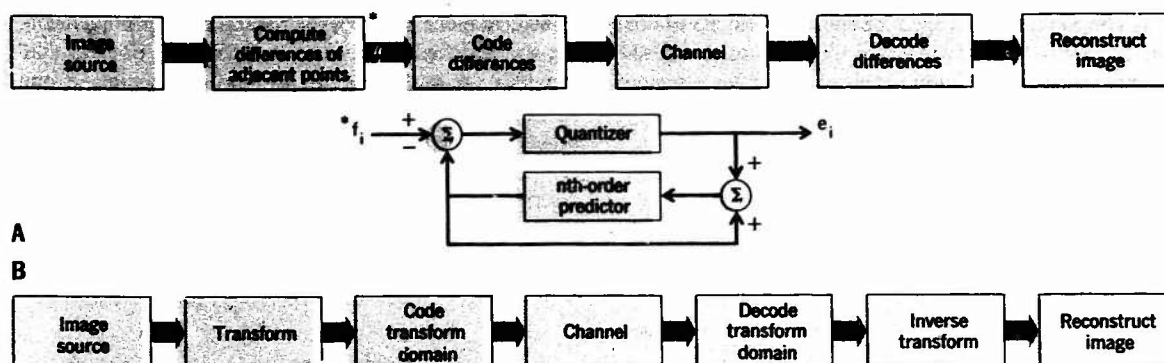 Image source
Compute differences of adjacent points
*
Code differences
Channel
Decode differences
Reconstruct image
*f_i
+
−
Σ
Quantizer
e_i
+
nth-order predictor
Σ
+
A
B
Image source
Transform
Code transform domain
Channel
Decode transform domain
Inverse transform
Reconstruct image